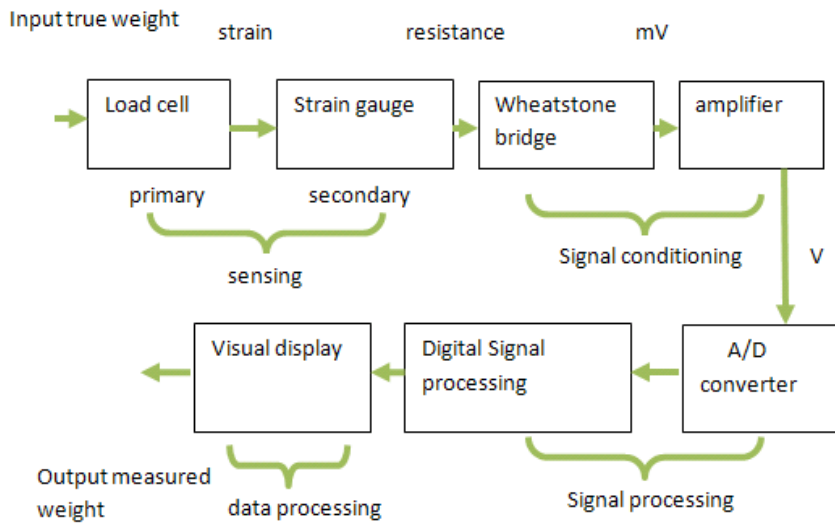 Input true weight
strain
resistance
mV
Load cell
Strain gauge
Wheatstone
bridge
amplifier
primary
secondary
sensing
Signal conditioning
V
Visual display
Digital Signal
processing
A/D
converter
Output measured
weight
data processing
Signal processing